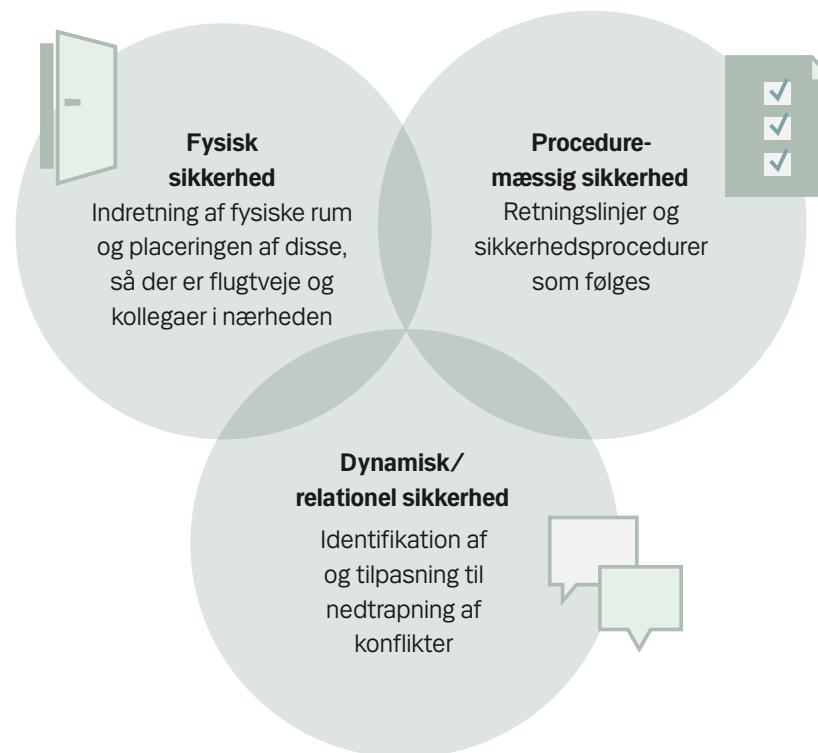 Fysisk
sikkerhed
Indretning af fysiske rum
og placeringen af disse,
så der er flugtveje og
kollegaer i nærheden
Procedure-
mæssig sikkerhed
Retningslinjer og
sikkerhedsprocedurer
som følges
Dynamisk/
relationel sikkerhed
Identifikation af
og tilpasning til
nedtrapning af
konflikter